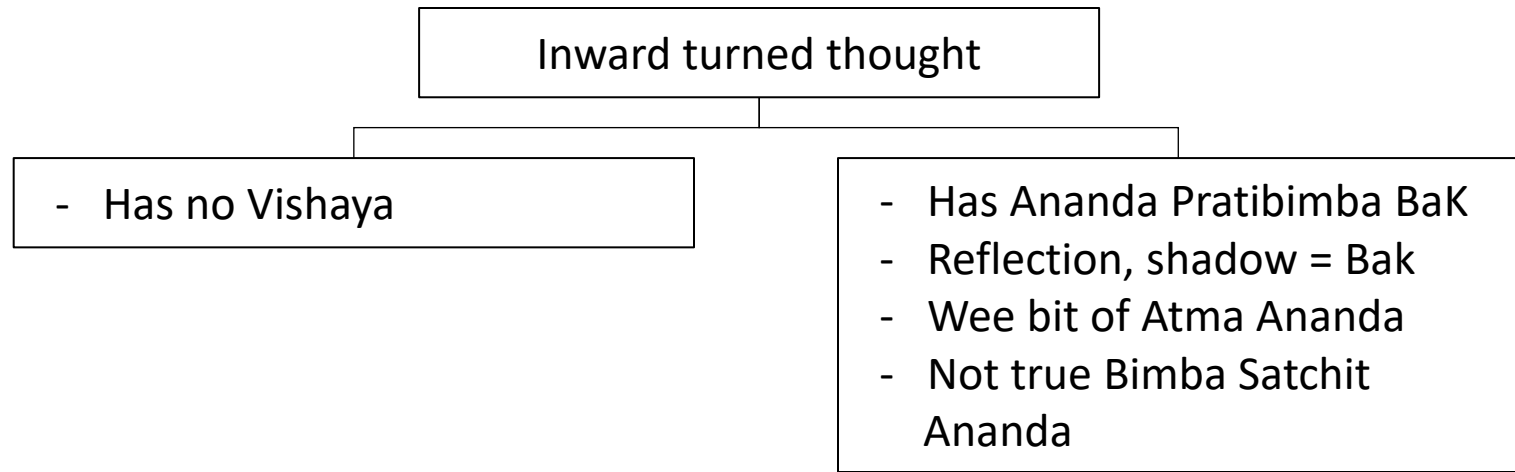 Inward turned thought
- Has no Vishaya
- Has Ananda Pratibimba BaK
- Reflection, shadow = Bak
- Wee bit of Atma Ananda
- Not true Bimba Satchit
Ananda